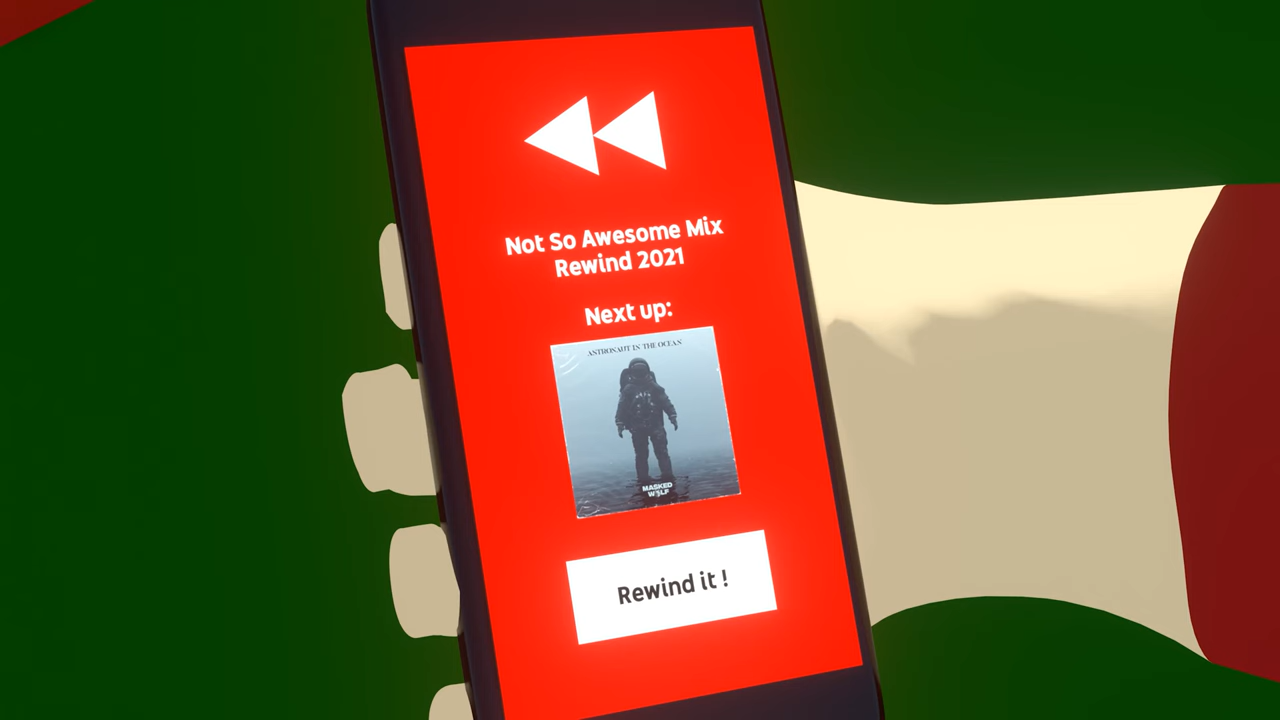 Not So Awesome Mix
Rewind 2021
Next up:
ASTRONAUT IN THE OCEAN
MASKED
WOLF
Rewind it !